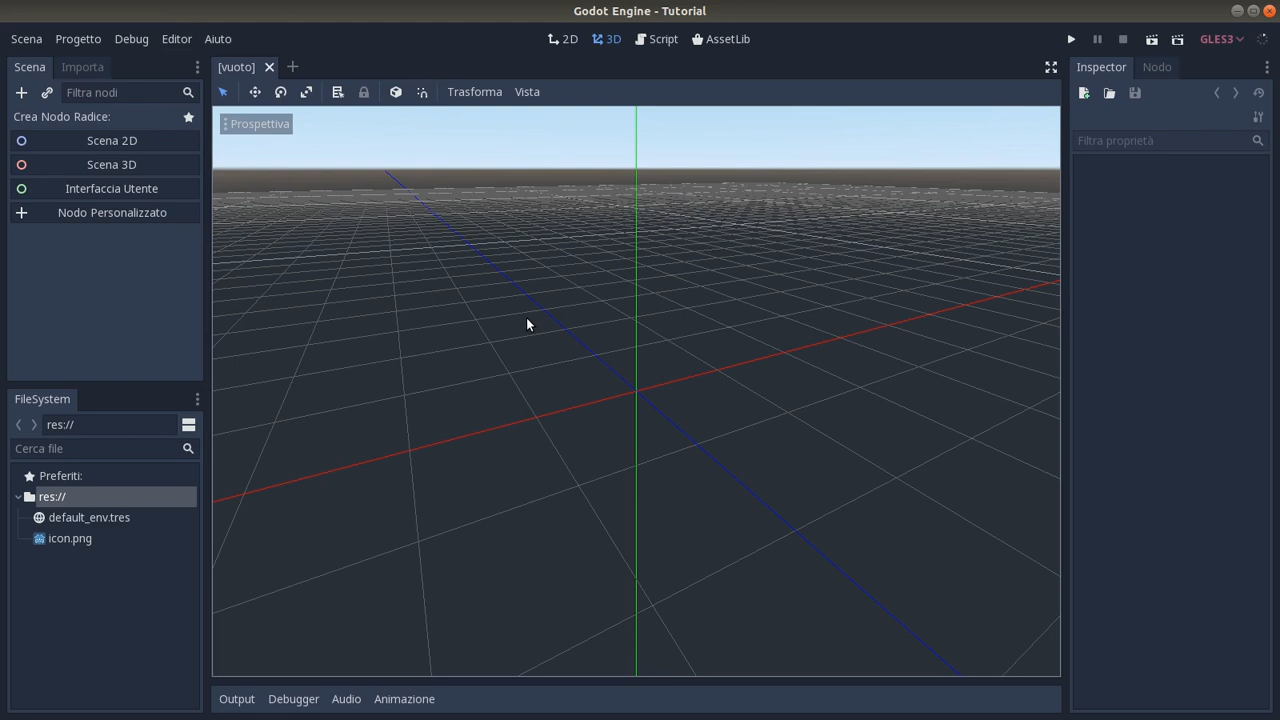 Godot Engine - Tutorial
Scena Progetto Debug Editor Aiuto
2D 3D Script AssetLib
GLES3
Scena Importa
[vuoto]
Inspector Nodo
Filtra nodi
Trasforma Vista
Crea Nodo Radice:
Prospettiva
Scena 2D
Filtra proprietà
Scena 3D
Interfaccia Utente
Nodo Personalizzato
FileSystem
res://
Cerca file
Preferiti:
res://
default_env.tres
icon.png
Output Debugger Audio Animazione